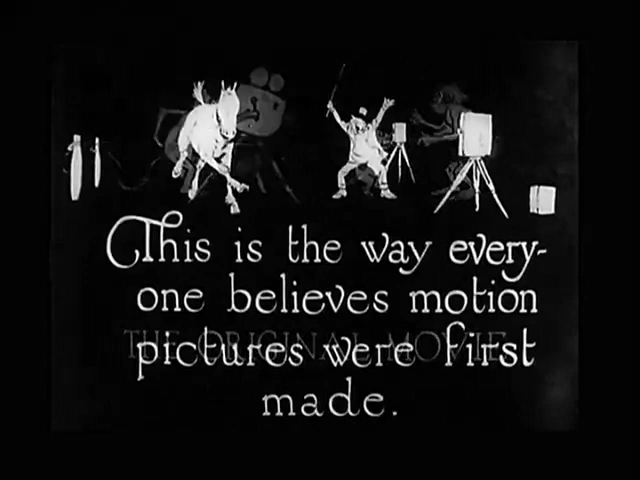 This is the way every-
one believes motion
THE ORIGINAL MOVIE
pictures were first
made.